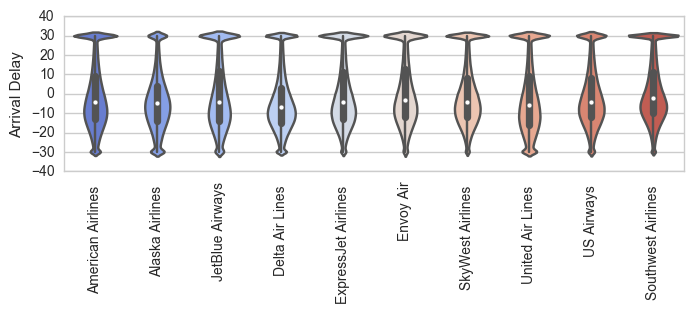 Arrival Delay
40
30
20
10
0
−10
−20
−30
−40
American Airlines
Alaska Airlines
JetBlue Airways
Delta Air Lines
ExpressJet Airlines
Envoy Air
SkyWest Airlines
United Air Lines
US Airways
Southwest Airlines